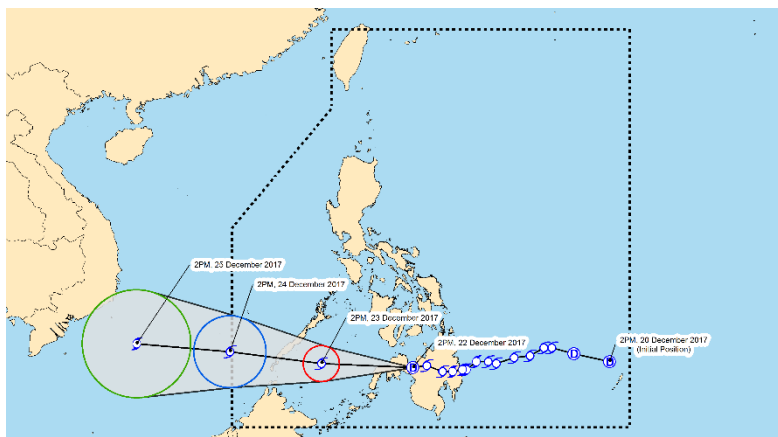 2PM, 25 December 2017
2PM, 24 December 2017
2PM, 23 December 2017
2PM, 22 December 2017
2PM, 20 December 2017
(Initial Position)
D
D